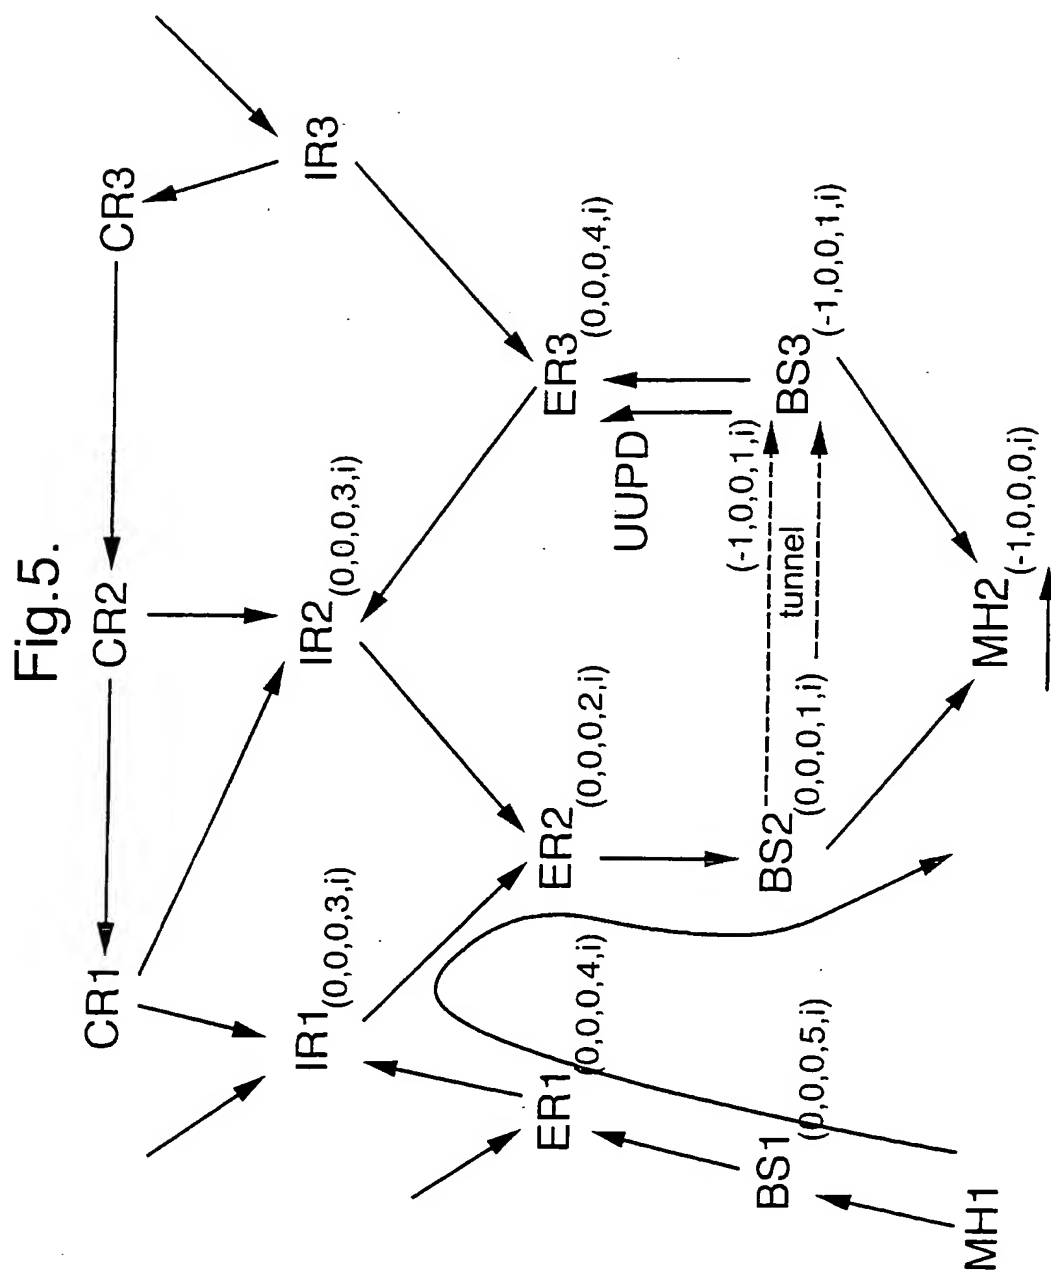 Fig.5.
CR1
CR2
CR3
IR1(0,0,0,3,i)
IR2(0,0,0,3,i)
IR3
ER1(0,0,0,4,i)
ER2(0,0,0,2,i)
ER3(0,0,0,4,i)
UUPD
(-1,0,0,1,i)
tunnel
BS1(0,0,0,5,i)
BS2(0,0,0,1,i)
BS3(-1,0,0,1,i)
MH1
MH2(-1,0,0,0,i)